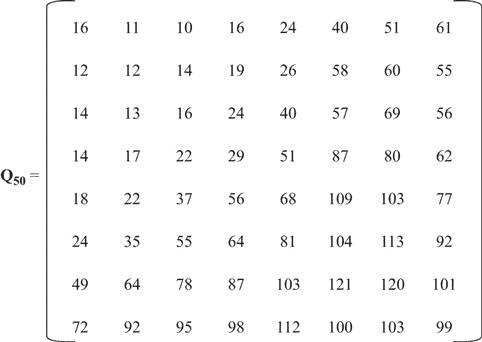 16 11 10 16 24 40 51 61
12 12 14 19 26 58 60 55
14 13 16 24 40 57 69 56
14 17 22 29 51 87 80 62
Q50 =
18 22 37 56 68 109 103 77
24 35 55 64 81 104 113 92
49 64 78 87 103 121 120 101
72 92 95 98 112 100 103 99